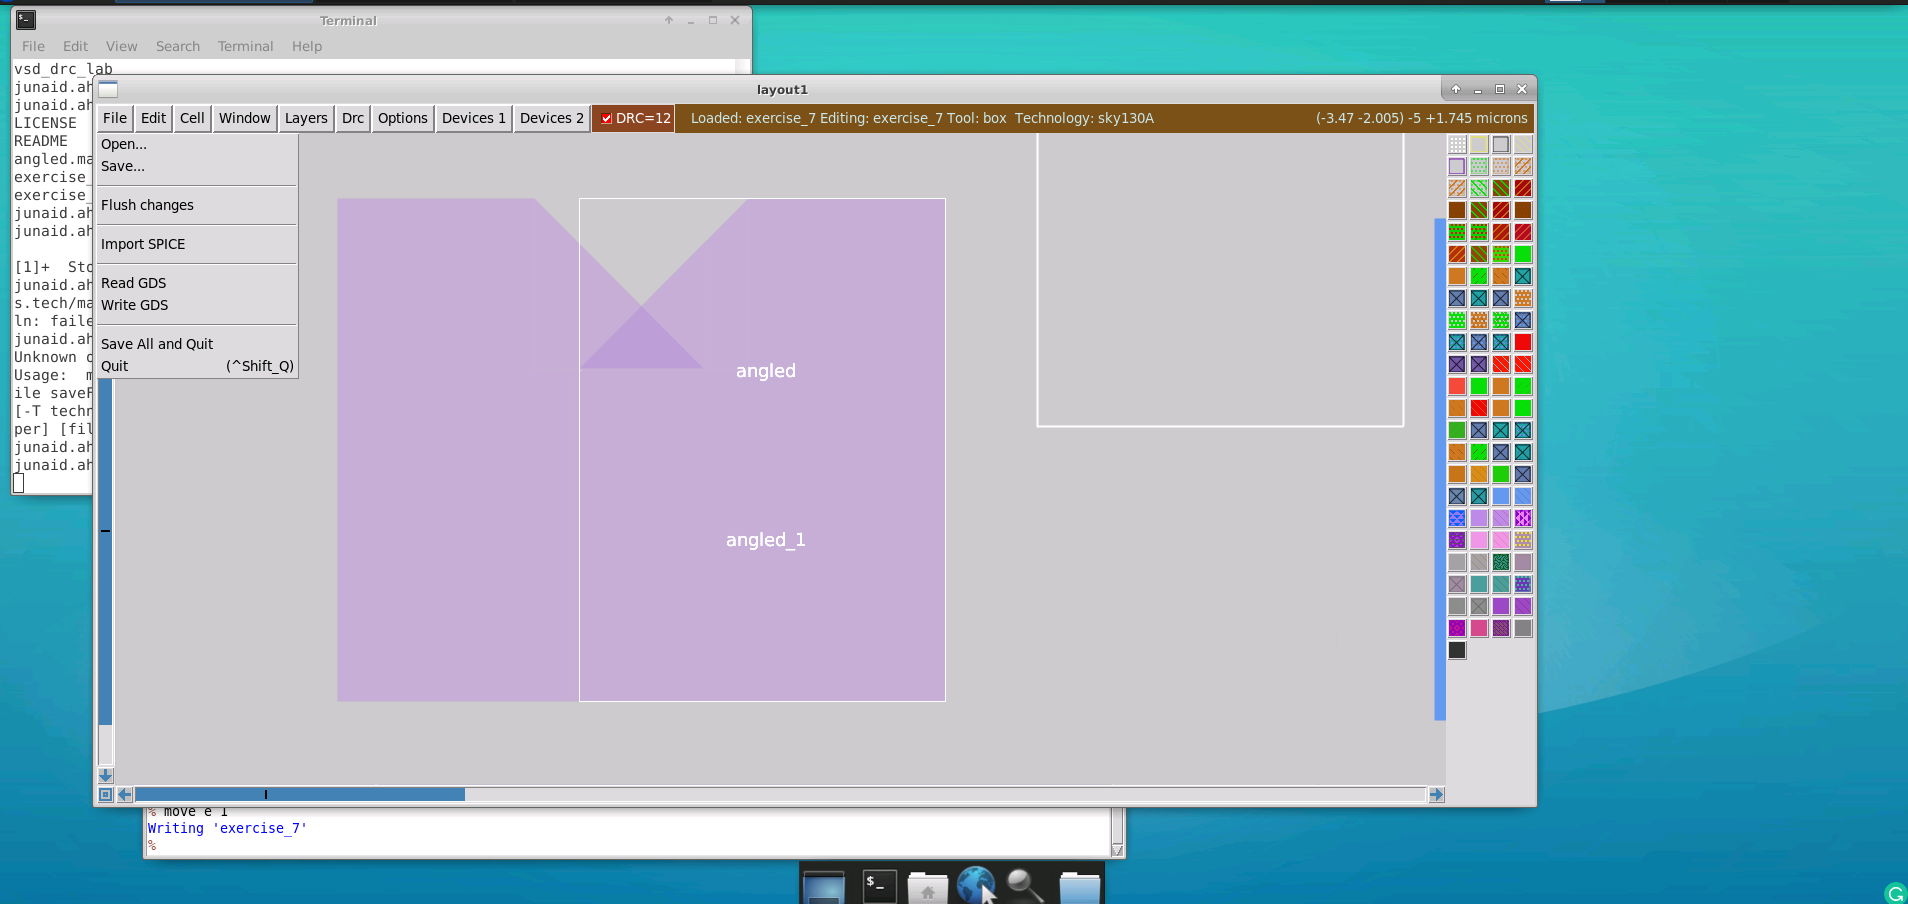 Terminal
File Edit View Search Terminal Help
vsd_drc_lab
junaid.ah
junaid.ah
LICENSE
README
angled.ma
exercise_
exercise_
junaid.ah
junaid.ah
[1]+ Sto
junaid.ah
s.tech/ma
ln: faile
junaid.ah
Unknown o
Usage: m
ile saveF
[-T techn
per] [fil
junaid.ah
junaid.ah
layout1
File Edit Cell Window Layers Drc Options Devices 1 Devices 2 DRC=12 Loaded: exercise_7 Editing: exercise_7 Tool: box Technology: sky130A (-3.47 -2.005) -5 +1.745 microns
Open...
Save...
Flush changes
Import SPICE
Read GDS
Write GDS
Save All and Quit
Quit (^Shift_Q)
angled
angled_1
% move e 1
Writing 'exercise_7'
%
$_